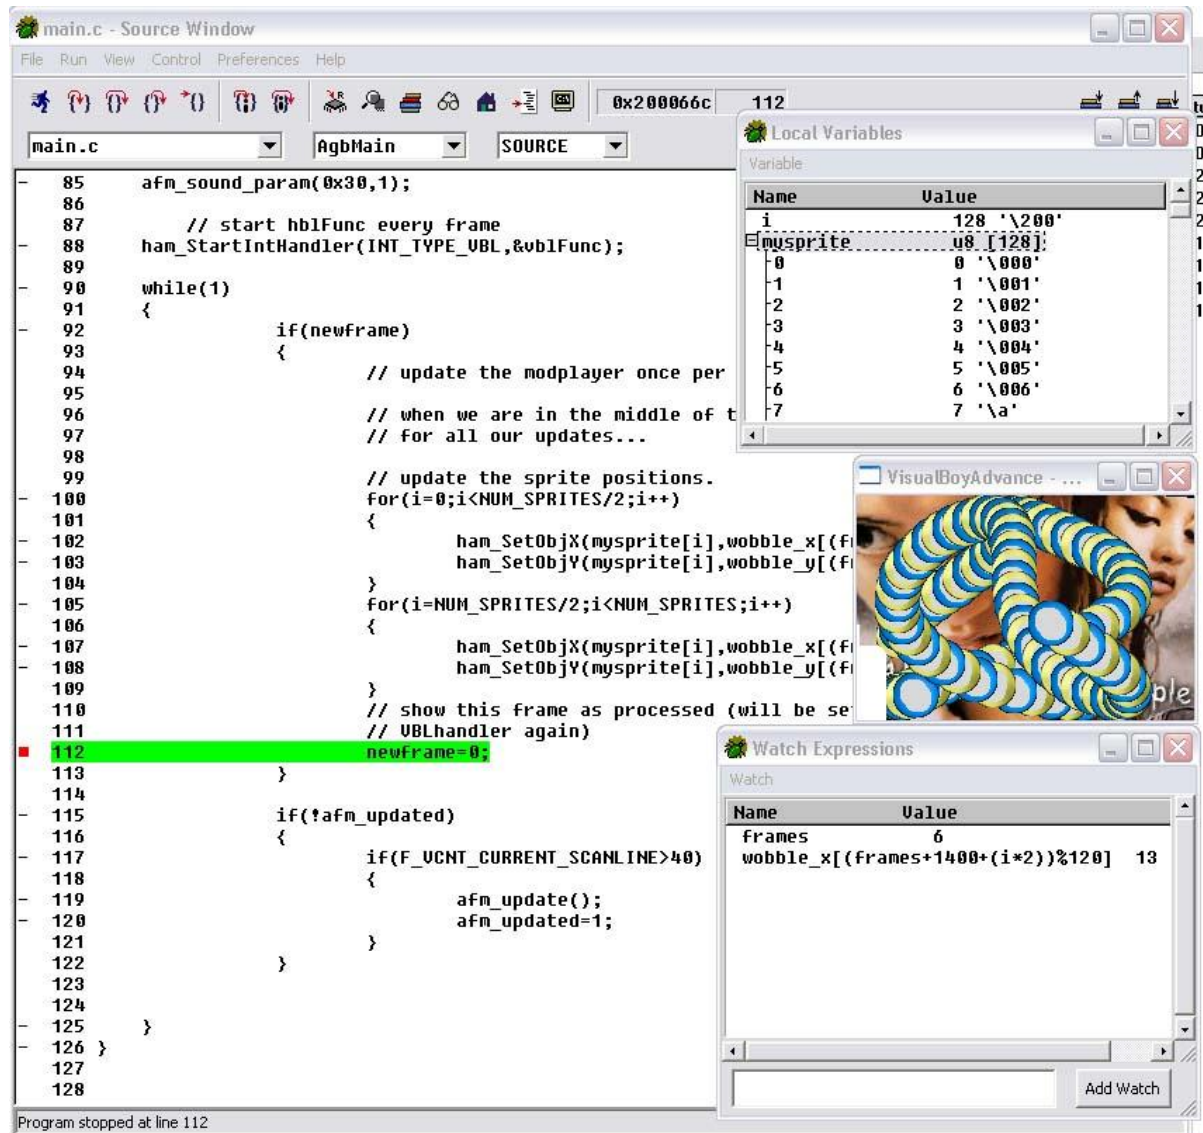 main.c - Source Window
File Run View Control Preferences Help
0x200066c 112
main.c AgbMain SOURCE
85 afm_sound_param(0x30,1);
86
87 // start hblFunc every frame
88 ham_StartIntHandler(INT_TYPE_VBL,&vblFunc);
89
90 while(1)
91 {
92 if(newframe)
93 {
94 // update the modplayer once per
95
96 // when we are in the middle of t
97 // for all our updates...
98
99 // update the sprite positions.
100 for(i=0;i<NUM_SPRITES/2;i++)
101 {
102 ham_SetObjX(mysprite[i],wobble_x[(f
103 ham_SetObjY(mysprite[i],wobble_y[(f
104 }
105 for(i=NUM_SPRITES/2;i<NUM_SPRITES;i++)
106 {
107 ham_SetObjX(mysprite[i],wobble_x[(f
108 ham_SetObjY(mysprite[i],wobble_y[(f
109 }
110 // show this frame as processed (will be se
111 // VBLhandler again)
112 newframe=0;
113 }
114
115 if(!afm_updated)
116 {
117 if(F_VCNT_CURRENT_SCANLINE>40)
118 {
119 afm_update();
120 afm_updated=1;
121 }
122 }
123
124
125 }
126 }
127
128
Program stopped at line 112
Local Variables
Variable
Name Value
i 128 '\200'
mysprite u8 [128]
0 0 '\000'
1 1 '\001'
2 2 '\002'
3 3 '\003'
4 4 '\004'
5 5 '\005'
6 6 '\006'
7 7 '\a'
VisualBoyAdvance - ...
ple
Watch Expressions
Watch
Name Value
frames 6
wobble_x[(frames+1400+(i*2))%120] 13
Add Watch